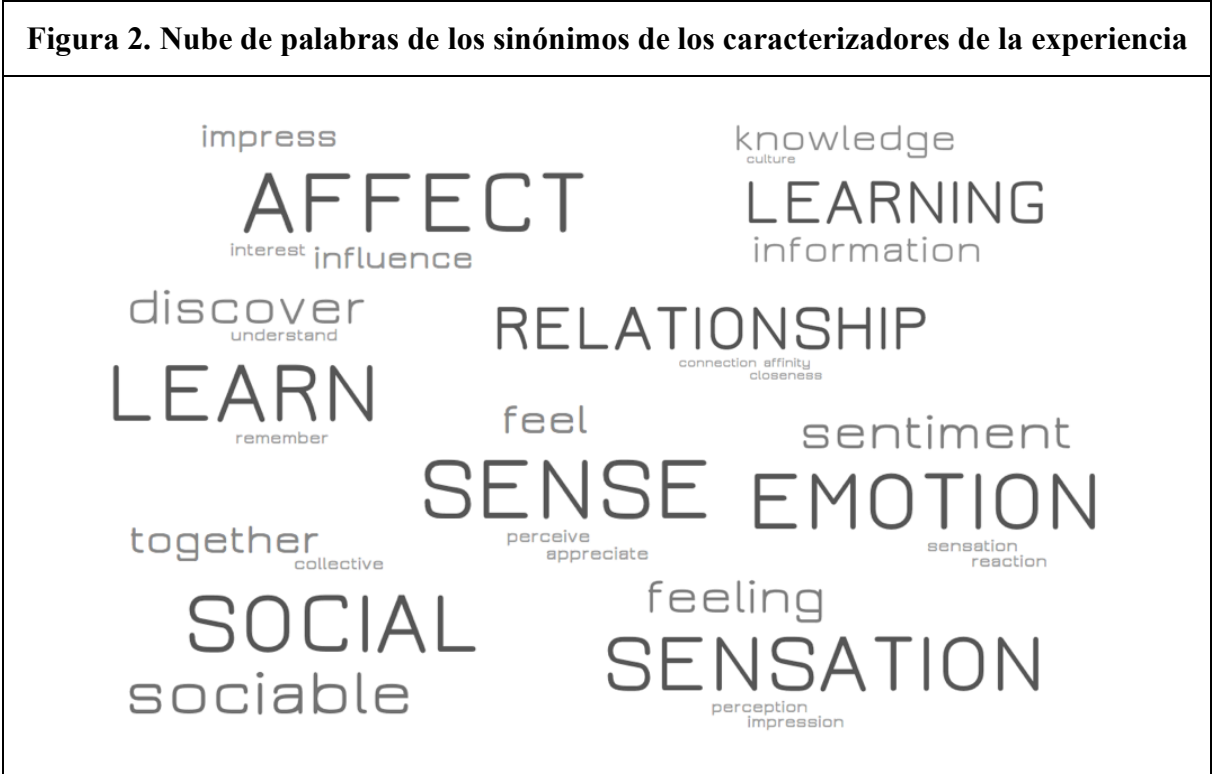 Figura 2. Nube de palabras de los sinónimos de los caracterizadores de la experiencia
impress
AFFECT
interest influence
knowledge
culture
LEARNING
information
discover
understand
LEARN
remember
RELATIONSHIP
connection affinity
closeness
feel
SENSE
perceive
appreciate
sentiment
EMOTION
sensation
reaction
together
collective
SOCIAL
sociable
feeling
SENSATION
perception
impression